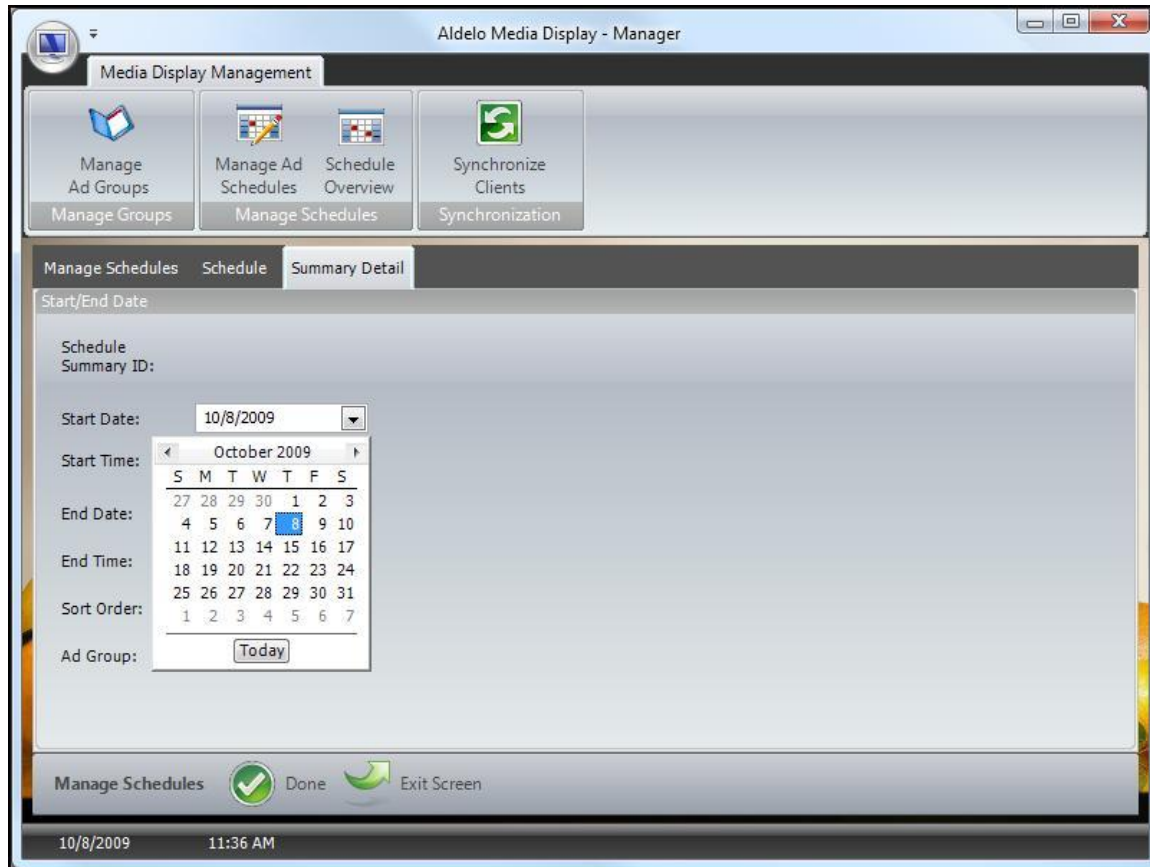 Aldelo Media Display - Manager
Media Display Management
Manage Ad Groups
Manage Ad Schedules
Schedule Overview
Synchronize Clients
Manage Groups
Manage Schedules
Synchronization
Manage Schedules Schedule Summary Detail
Start/End Date
Schedule
Summary ID:
Start Date: 10/8/2009
Start Time:
End Date:
End Time:
Sort Order:
Ad Group:
October 2009
S M T W T F S
27 28 29 30 1 2 3
4 5 6 7 8 9 10
11 12 13 14 15 16 17
18 19 20 21 22 23 24
25 26 27 28 29 30 31
1 2 3 4 5 6 7
Today
Manage Schedules Done Exit Screen
10/8/2009 11:36 AM